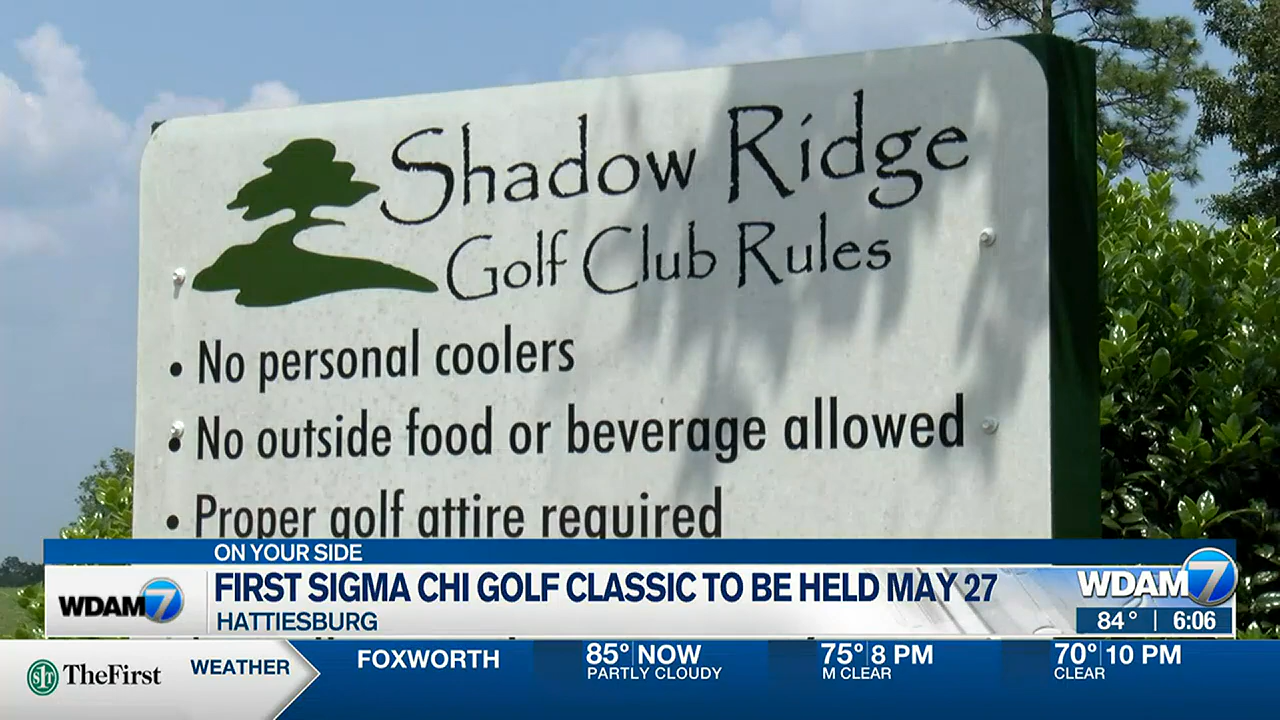 Shadow Ridge
Golf Club Rules
• No personal coolers
• No outside food or beverage allowed
• Proper golf attire required
ON YOUR SIDE
WDAM 7
FIRST SIGMA CHI GOLF CLASSIC TO BE HELD MAY 27
HATTIESBURG
WDAM 7
84° | 6:06
TheFirst
WEATHER
FOXWORTH
85° NOW
PARTLY CLOUDY
75° 8 PM
M CLEAR
70° 10 PM
CLEAR